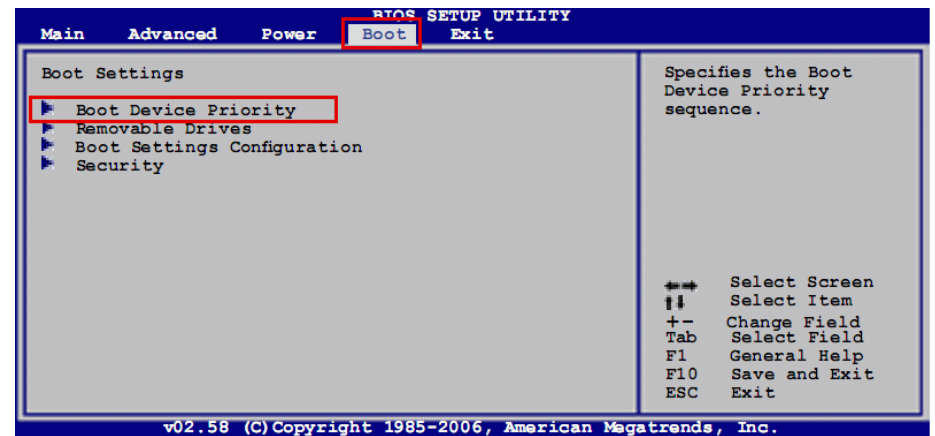 BIOS SETUP UTILITY
Main Advanced Power Boot Exit
Boot Settings
Boot Device Priority
Removable Drives
Boot Settings Configuration
Security
Specifies the Boot
Device Priority
sequence.
Select Screen
Select Item
+- Change Field
Tab Select Field
F1 General Help
F10 Save and Exit
ESC Exit
v02.58 (C)Copyright 1985-2006, American Megatrends, Inc.